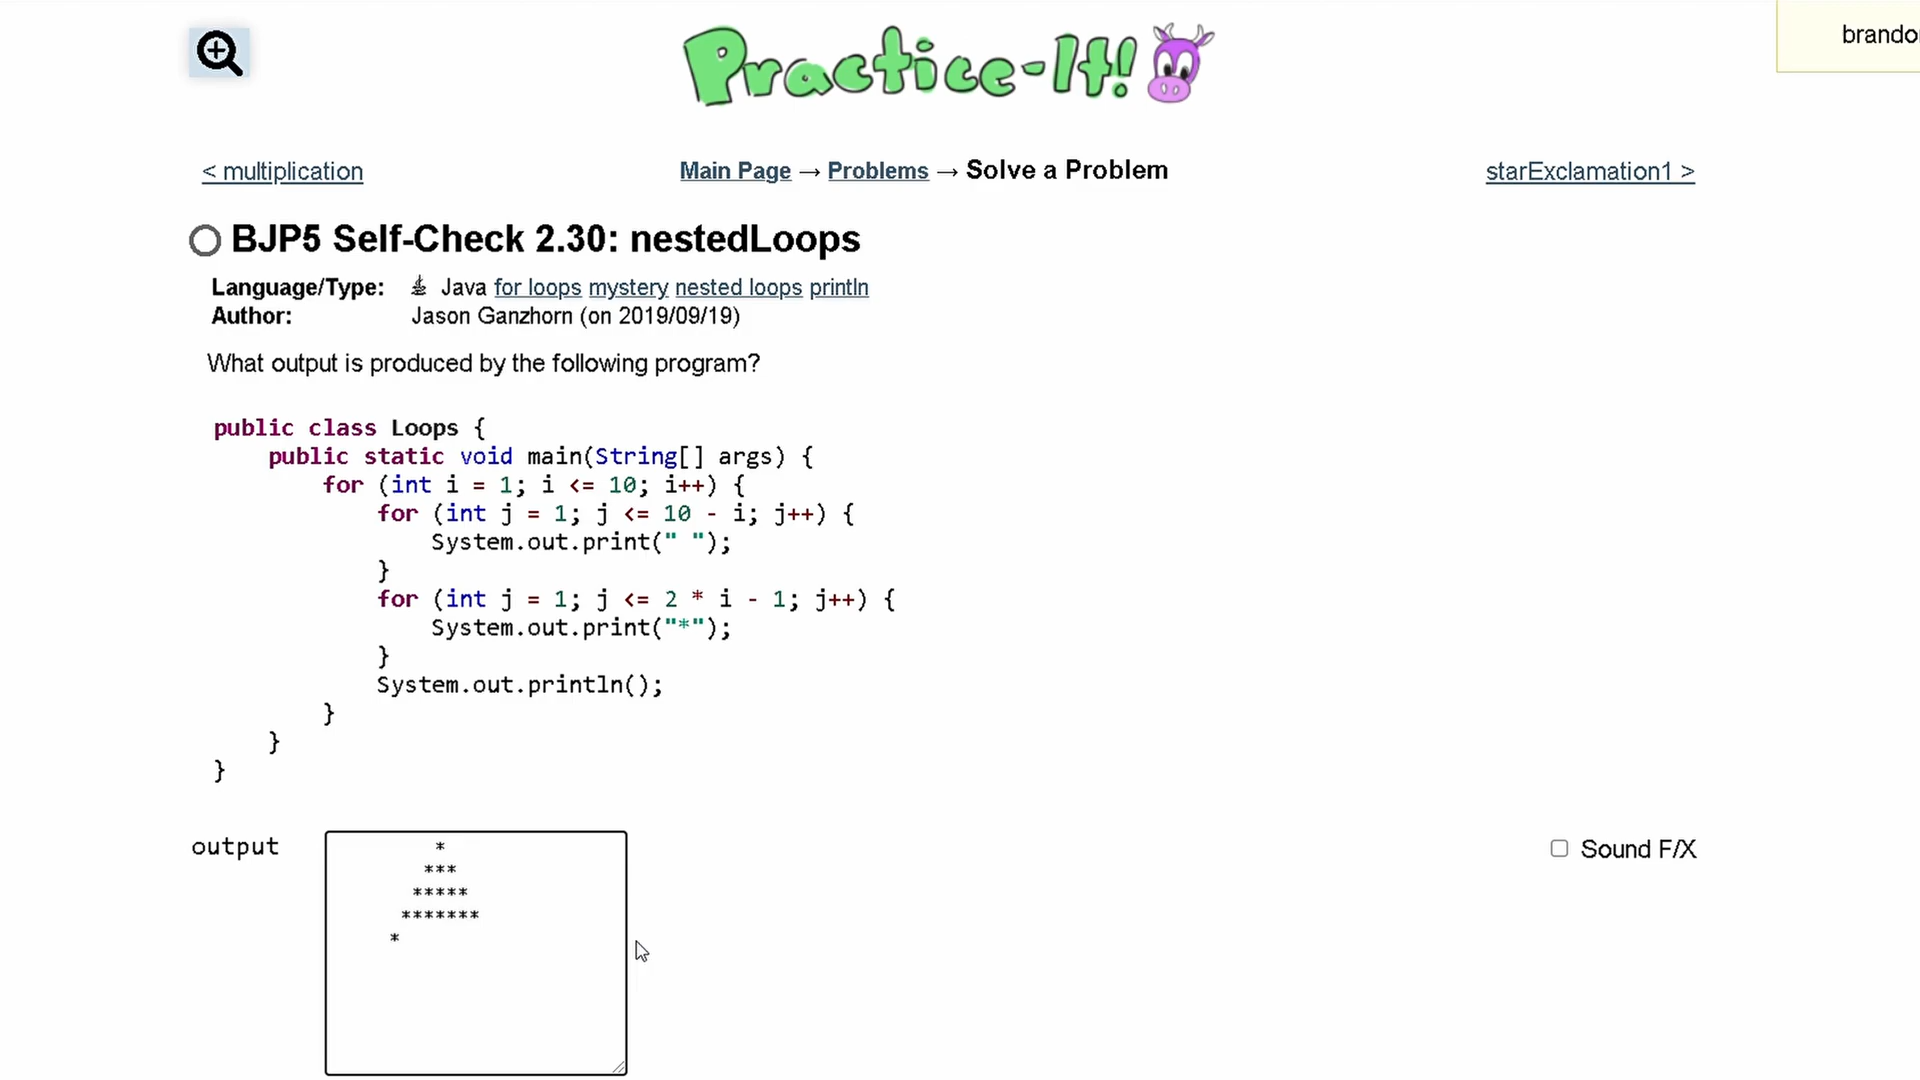 Practice-It!
brando
< multiplication
Main Page → Problems → Solve a Problem
starExclamation1 >
BJP5 Self-Check 2.30: nestedLoops
Language/Type: Java for loops mystery nested loops println
Author: Jason Ganzhorn (on 2019/09/19)
What output is produced by the following program?
public class Loops {
    public static void main(String[] args) {
        for (int i = 1; i <= 10; i++) {
            for (int j = 1; j <= 10 - i; j++) {
                System.out.print(" ");
            }
            for (int j = 1; j <= 2 * i - 1; j++) {
                System.out.print("*");
            }
            System.out.println();
        }
    }
}
output
         *
        ***
       *****
      *******
     *
Sound F/X